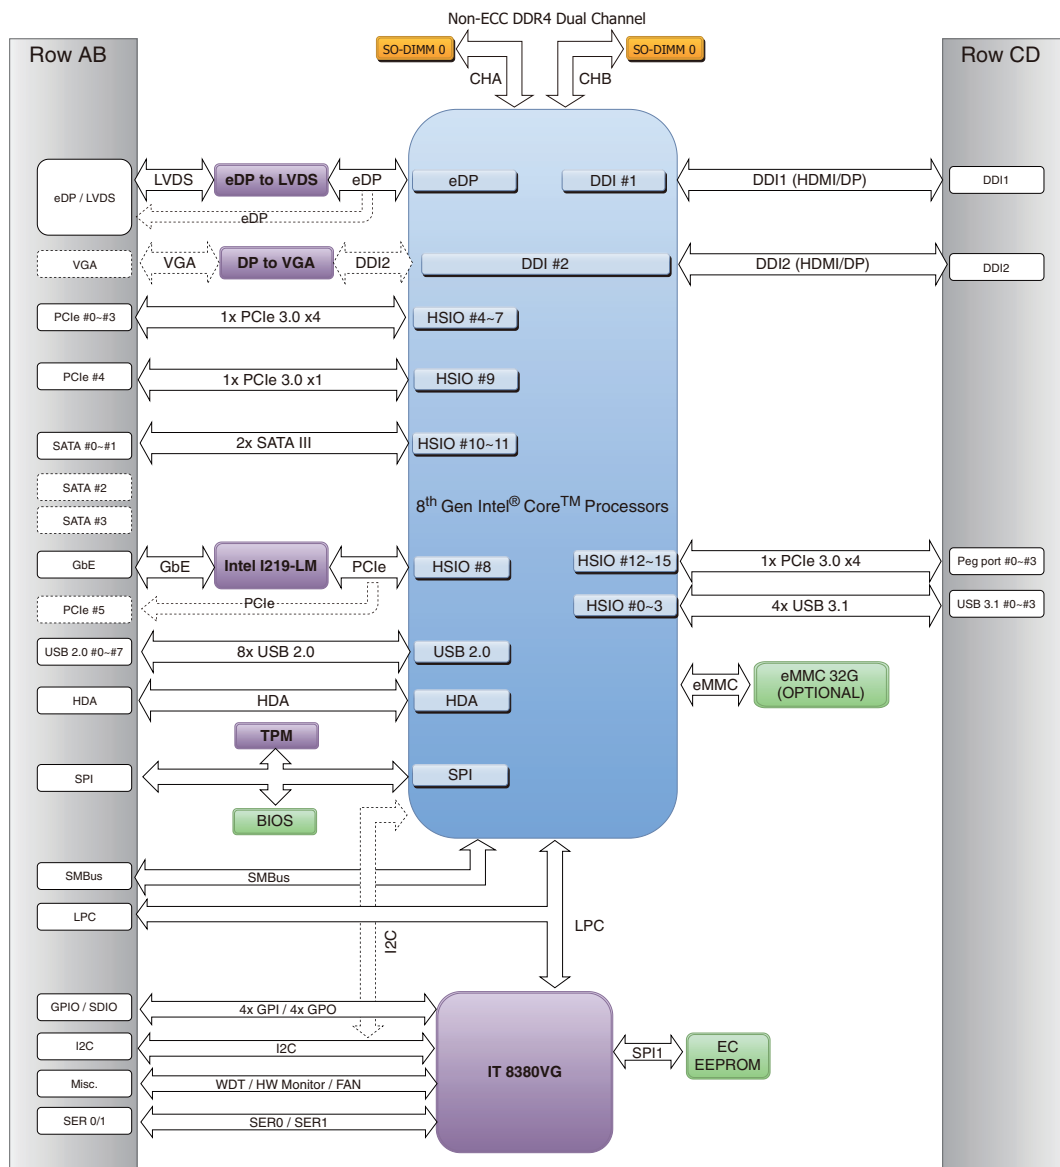 Non-ECC DDR4 Dual Channel
Row AB
SO-DIMM 0
SO-DIMM 0
Row CD
CHA
CHB
eDP / LVDS
LVDS
eDP to LVDS
eDP
eDP
DDI #1
DDI1 (HDMI/DP)
DDI1
eDP
VGA
VGA
DP to VGA
DDI2
DDI #2
DDI2 (HDMI/DP)
DDI2
PCIe #0~#3
1x PCIe 3.0 x4
HSIO #4~7
PCIe #4
1x PCIe 3.0 x1
HSIO #9
SATA #0~#1
2x SATA III
HSIO #10~11
SATA #2
SATA #3
8th Gen Intel® Core™ Processors
GbE
GbE
Intel I219-LM
PCIe
HSIO #8
HSIO #12~15
1x PCIe 3.0 x4
Peg port #0~#3
PCIe #5
PCIe
HSIO #0~3
4x USB 3.1
USB 3.1 #0~#3
USB 2.0 #0~#7
8x USB 2.0
USB 2.0
eMMC
eMMC 32G
(OPTIONAL)
HDA
HDA
HDA
TPM
SPI
SPI
BIOS
SMBus
SMBus
LPC
LPC
I2C
GPIO / SDIO
4x GPI / 4x GPO
I2C
I2C
IT 8380VG
SPI1
EC
EEPROM
Misc.
WDT / HW Monitor / FAN
SER 0/1
SER0 / SER1